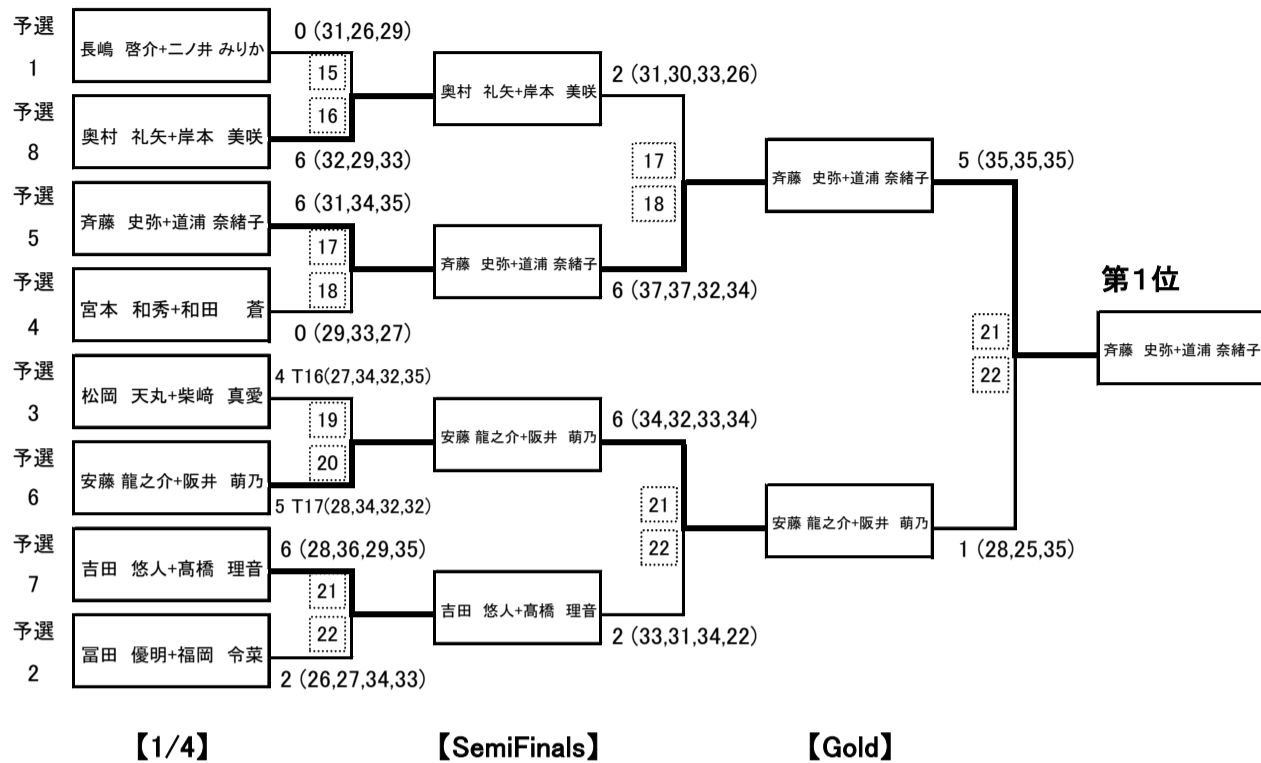 予選
1
長嶋 啓介+二ノ井 みりか
0 (31,26,29)
15
16
予選
8
奥村 礼矢+岸本 美咲
6 (32,29,33)
奥村 礼矢+岸本 美咲
2 (31,30,33,26)
予選
5
斉藤 史弥+道浦 奈緒子
6 (31,34,35)
17
18
予選
4
宮本 和秀+和田 蒼
0 (29,33,27)
斉藤 史弥+道浦 奈緒子
6 (37,37,32,34)
17
18
斉藤 史弥+道浦 奈緒子
5 (35,35,35)
予選
3
松岡 天丸+柴﨑 真愛
4 T16(27,34,32,35)
19
20
予選
6
安藤 龍之介+阪井 萌乃
5 T17(28,34,32,32)
安藤 龍之介+阪井 萌乃
6 (34,32,33,34)
予選
7
吉田 悠人+髙橋 理音
6 (28,36,29,35)
21
22
予選
2
冨田 優明+福岡 令菜
2 (26,27,34,33)
吉田 悠人+髙橋 理音
2 (33,31,34,22)
21
22
安藤 龍之介+阪井 萌乃
1 (28,25,35)
21
22
第1位
斉藤 史弥+道浦 奈緒子
【1/4】
【SemiFinals】
【Gold】